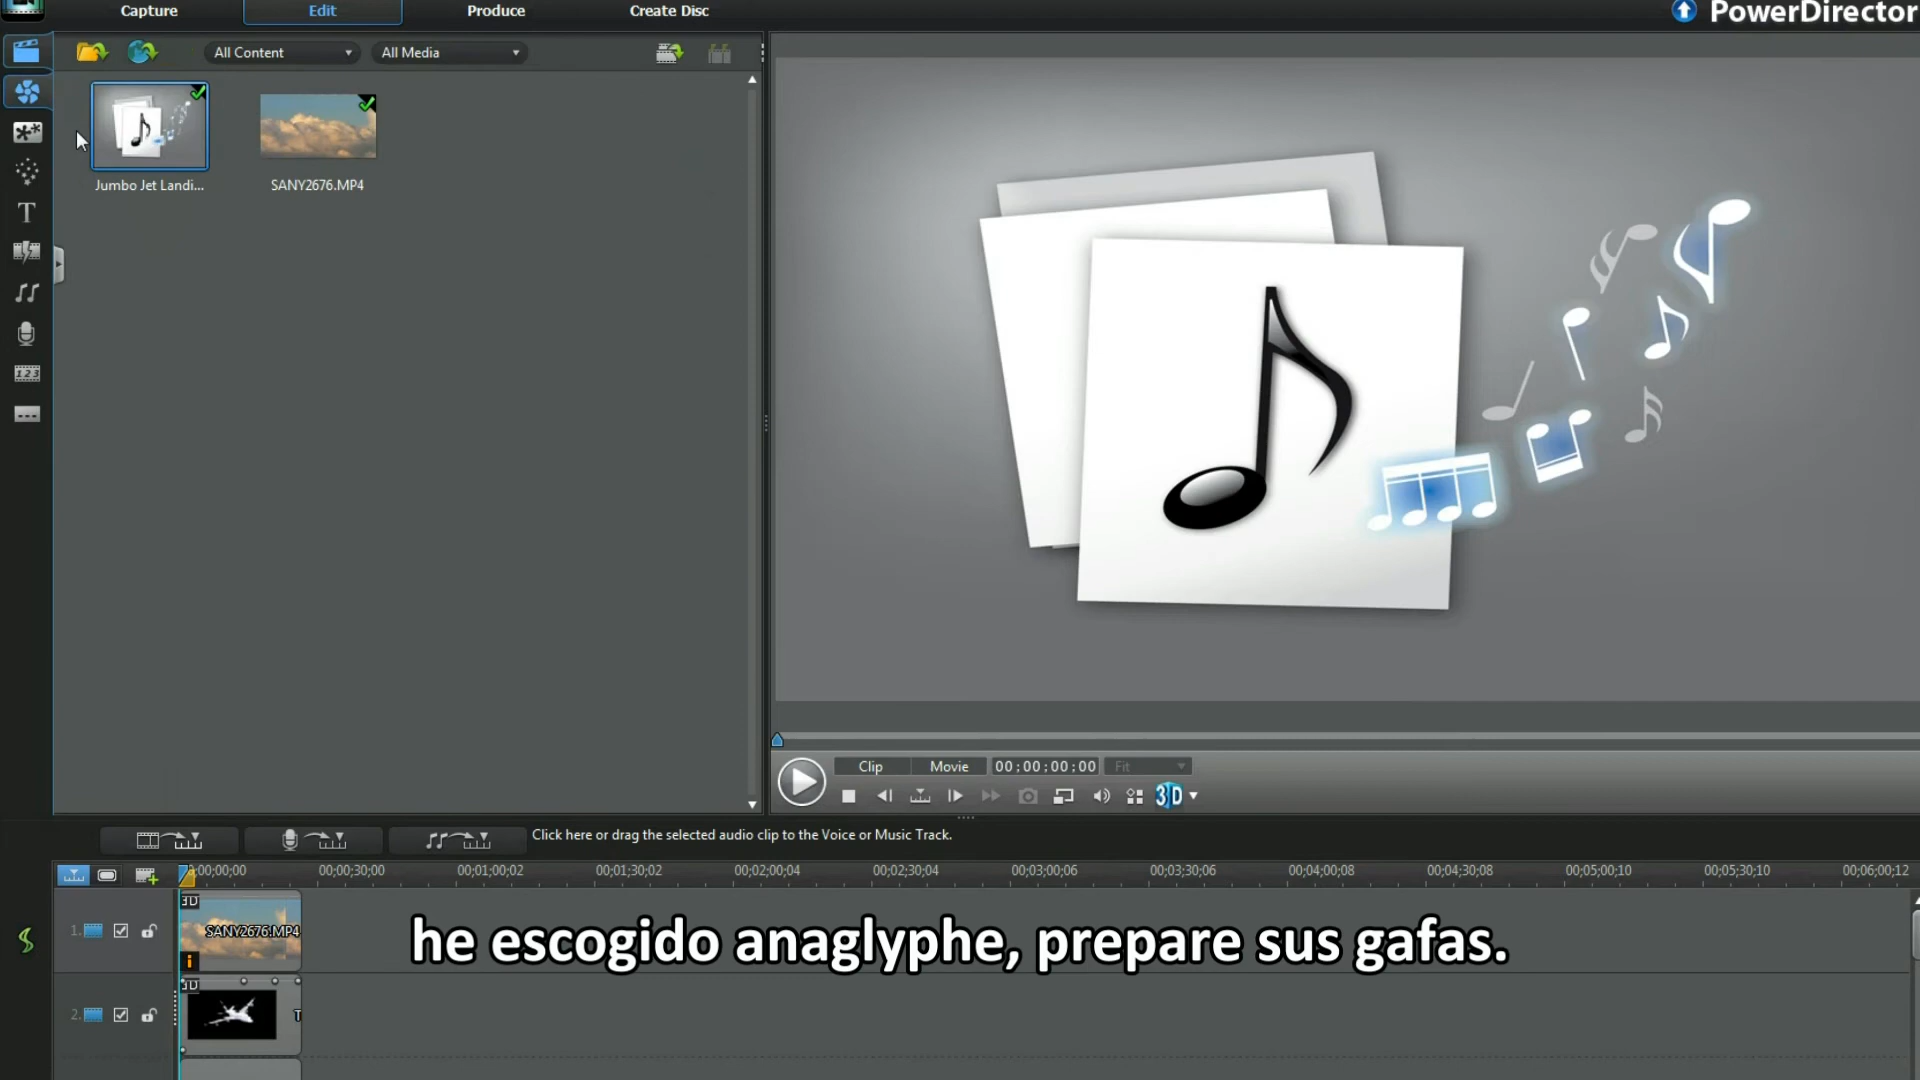 Capture
Edit
Produce
Create Disc
PowerDirector
All Content
All Media
Jumbo Jet Landi...
SANY2676.MP4
T
123
Clip
Movie
00;00;00;00
Fit
3D
Click here or drag the selected audio clip to the Voice or Music Track.
00;00;30;00
00;01;00;02
00;01;30;02
00;02;00;04
00;02;30;04
00;03;00;06
00;03;30;06
00;04;00;08
00;04;30;08
00;05;00;10
00;05;30;10
00;06;00;12
1.
3D
SANY2676.MP4
i
he escogido anaglyphe, prepare sus gafas.
2.
3D
T